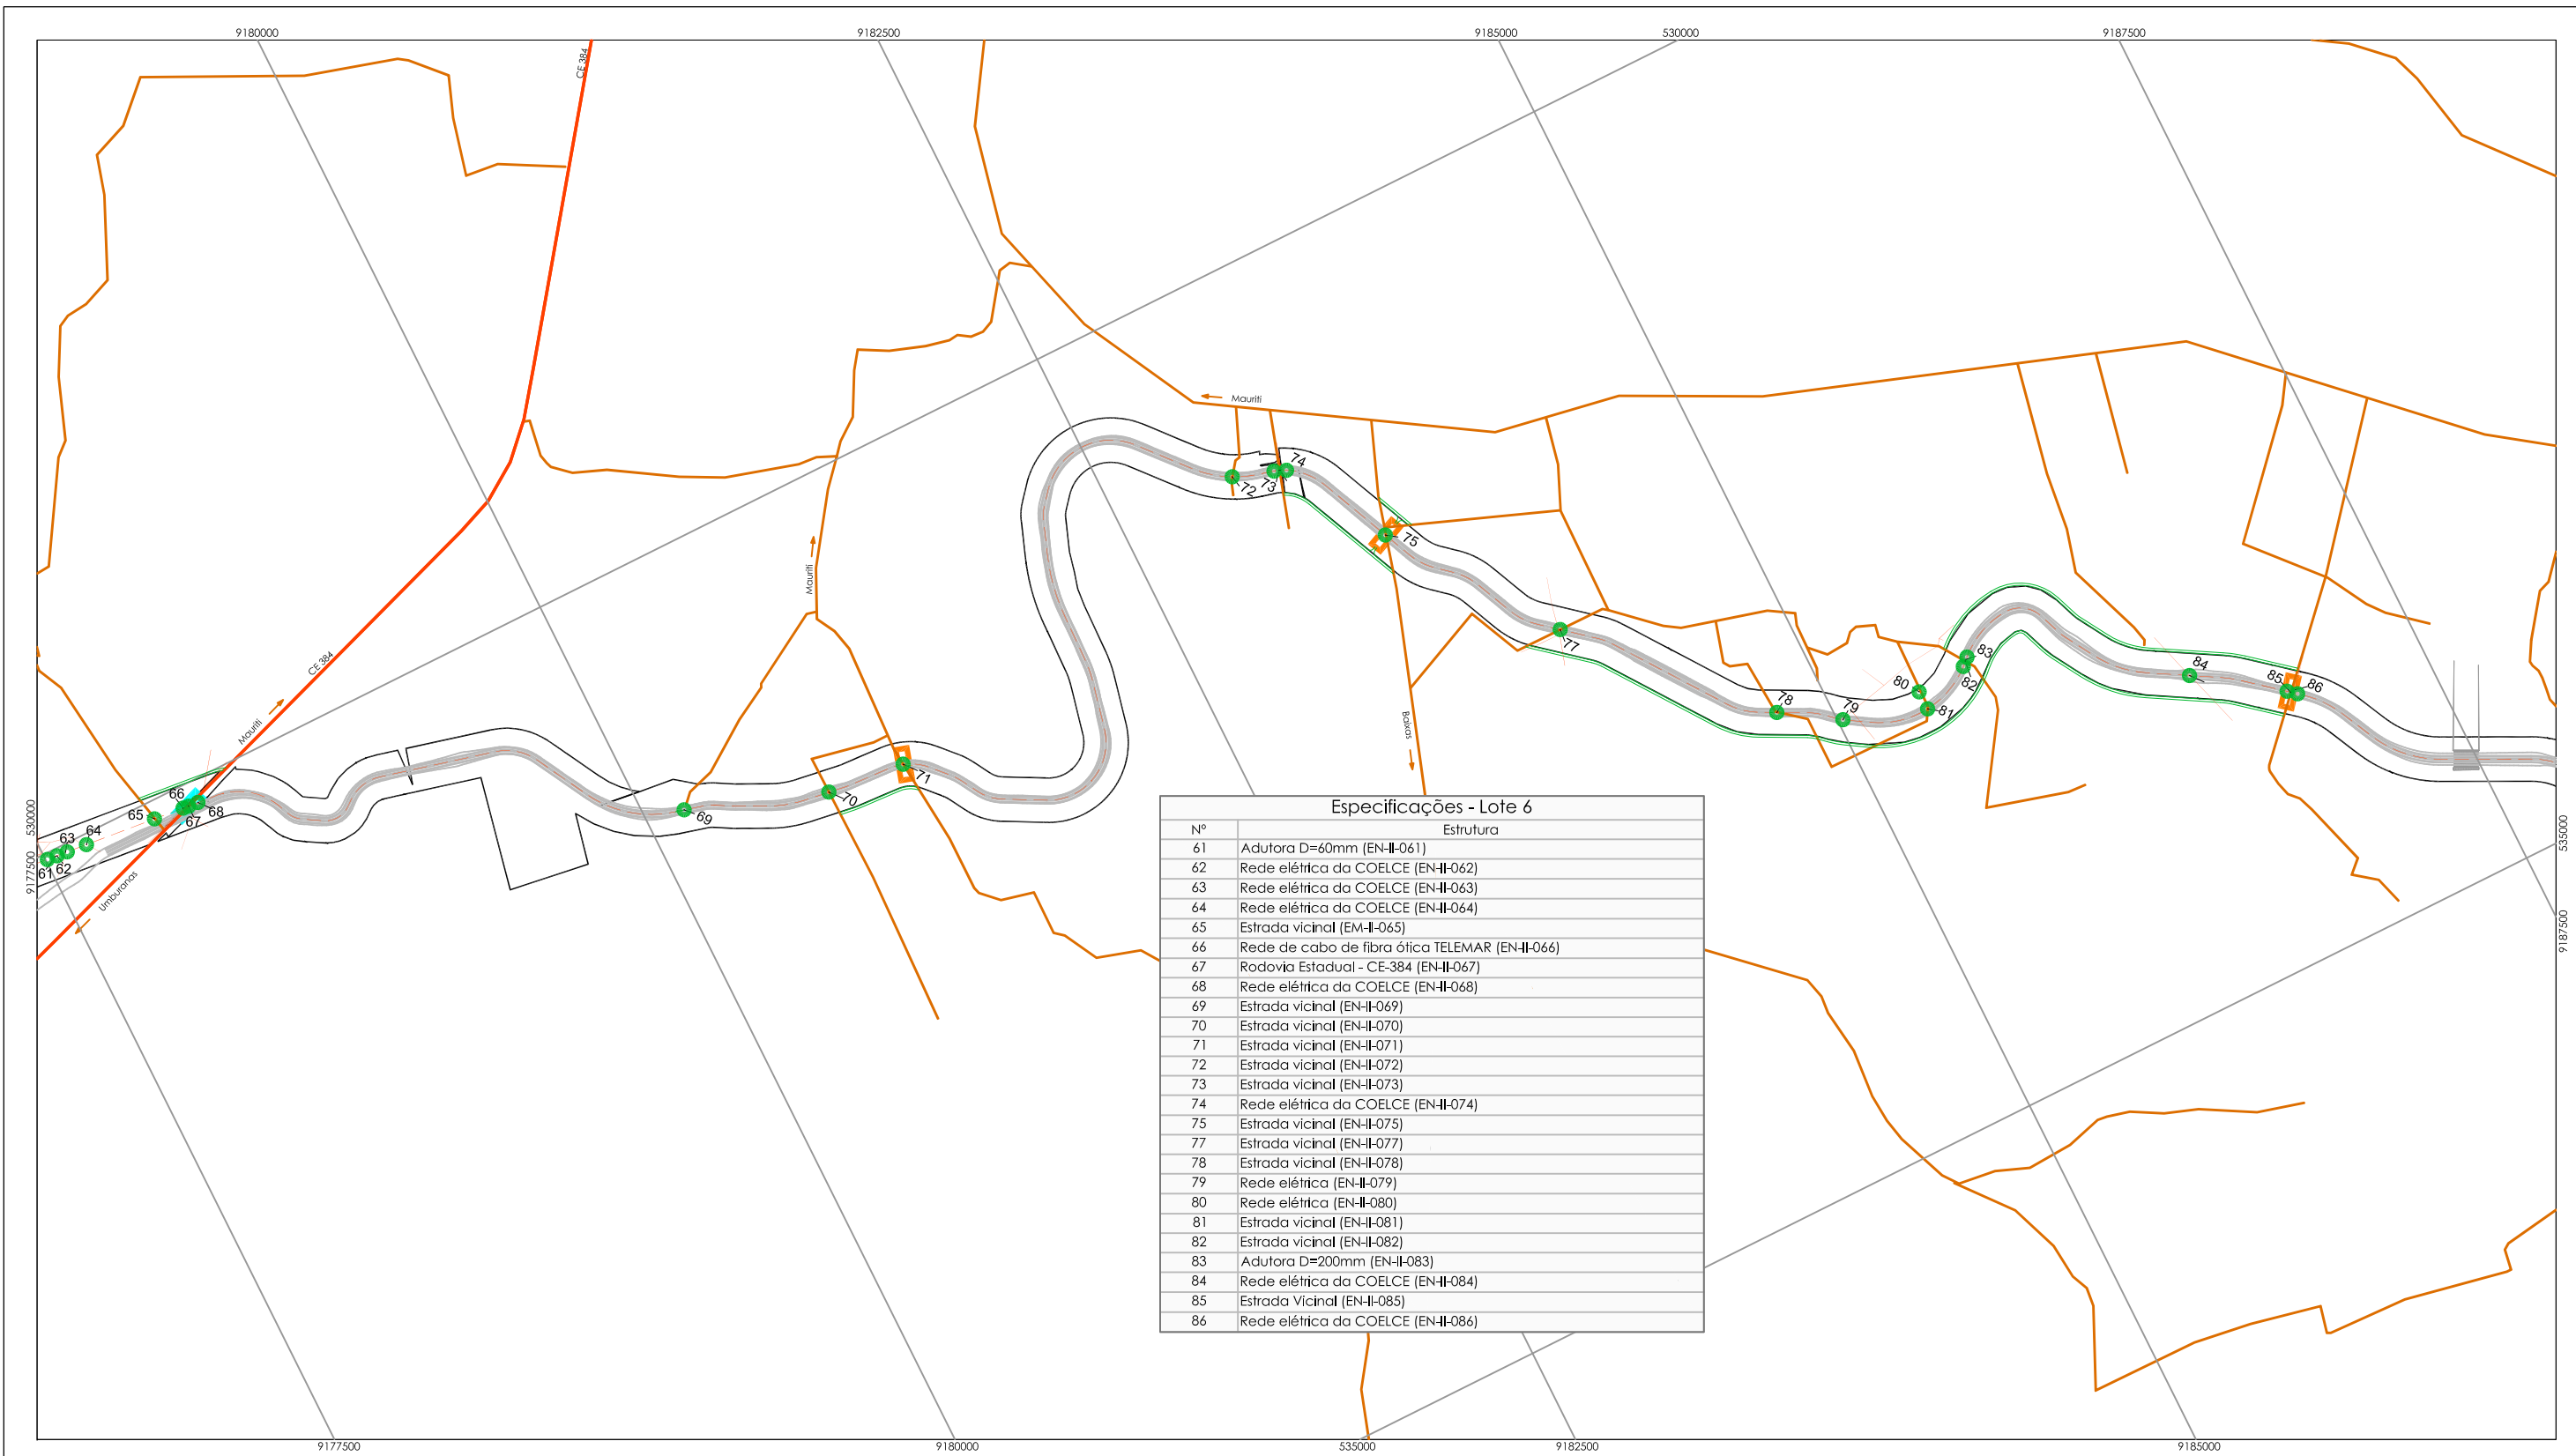 9180000
9182500
9185000
530000
9187500
CE 384
Mauriti
74
72
73
75
Mauriti
77
83
84
80
82
85
86
CE 384
Mauriti
78
79
81
Baixas
71
70
69
66
65
67
68
63
64
61
62
Umburanas
530000
9177500
535000
9187500
Especificações - Lote 6
Nº Estrutura
61 Adutora D=60mm (EN-II-061)
62 Rede elétrica da COELCE (EN-II-062)
63 Rede elétrica da COELCE (EN-II-063)
64 Rede elétrica da COELCE (EN-II-064)
65 Estrada vicinal (EM-II-065)
66 Rede de cabo de fibra ótica TELEMAR (EN-II-066)
67 Rodovia Estadual - CE-384 (EN-II-067)
68 Rede elétrica da COELCE (EN-II-068)
69 Estrada vicinal (EN-II-069)
70 Estrada vicinal (EN-II-070)
71 Estrada vicinal (EN-II-071)
72 Estrada vicinal (EN-II-072)
73 Estrada vicinal (EN-II-073)
74 Rede elétrica da COELCE (EN-II-074)
75 Estrada vicinal (EN-II-075)
77 Estrada vicinal (EN-II-077)
78 Estrada vicinal (EN-II-078)
79 Rede elétrica (EN-II-079)
80 Rede elétrica (EN-II-080)
81 Estrada vicinal (EN-II-081)
82 Estrada vicinal (EN-II-082)
83 Adutora D=200mm (EN-II-083)
84 Rede elétrica da COELCE (EN-II-084)
85 Estrada Vicinal (EN-II-085)
86 Rede elétrica da COELCE (EN-II-086)
9177500
9180000
535000
9182500
9185000